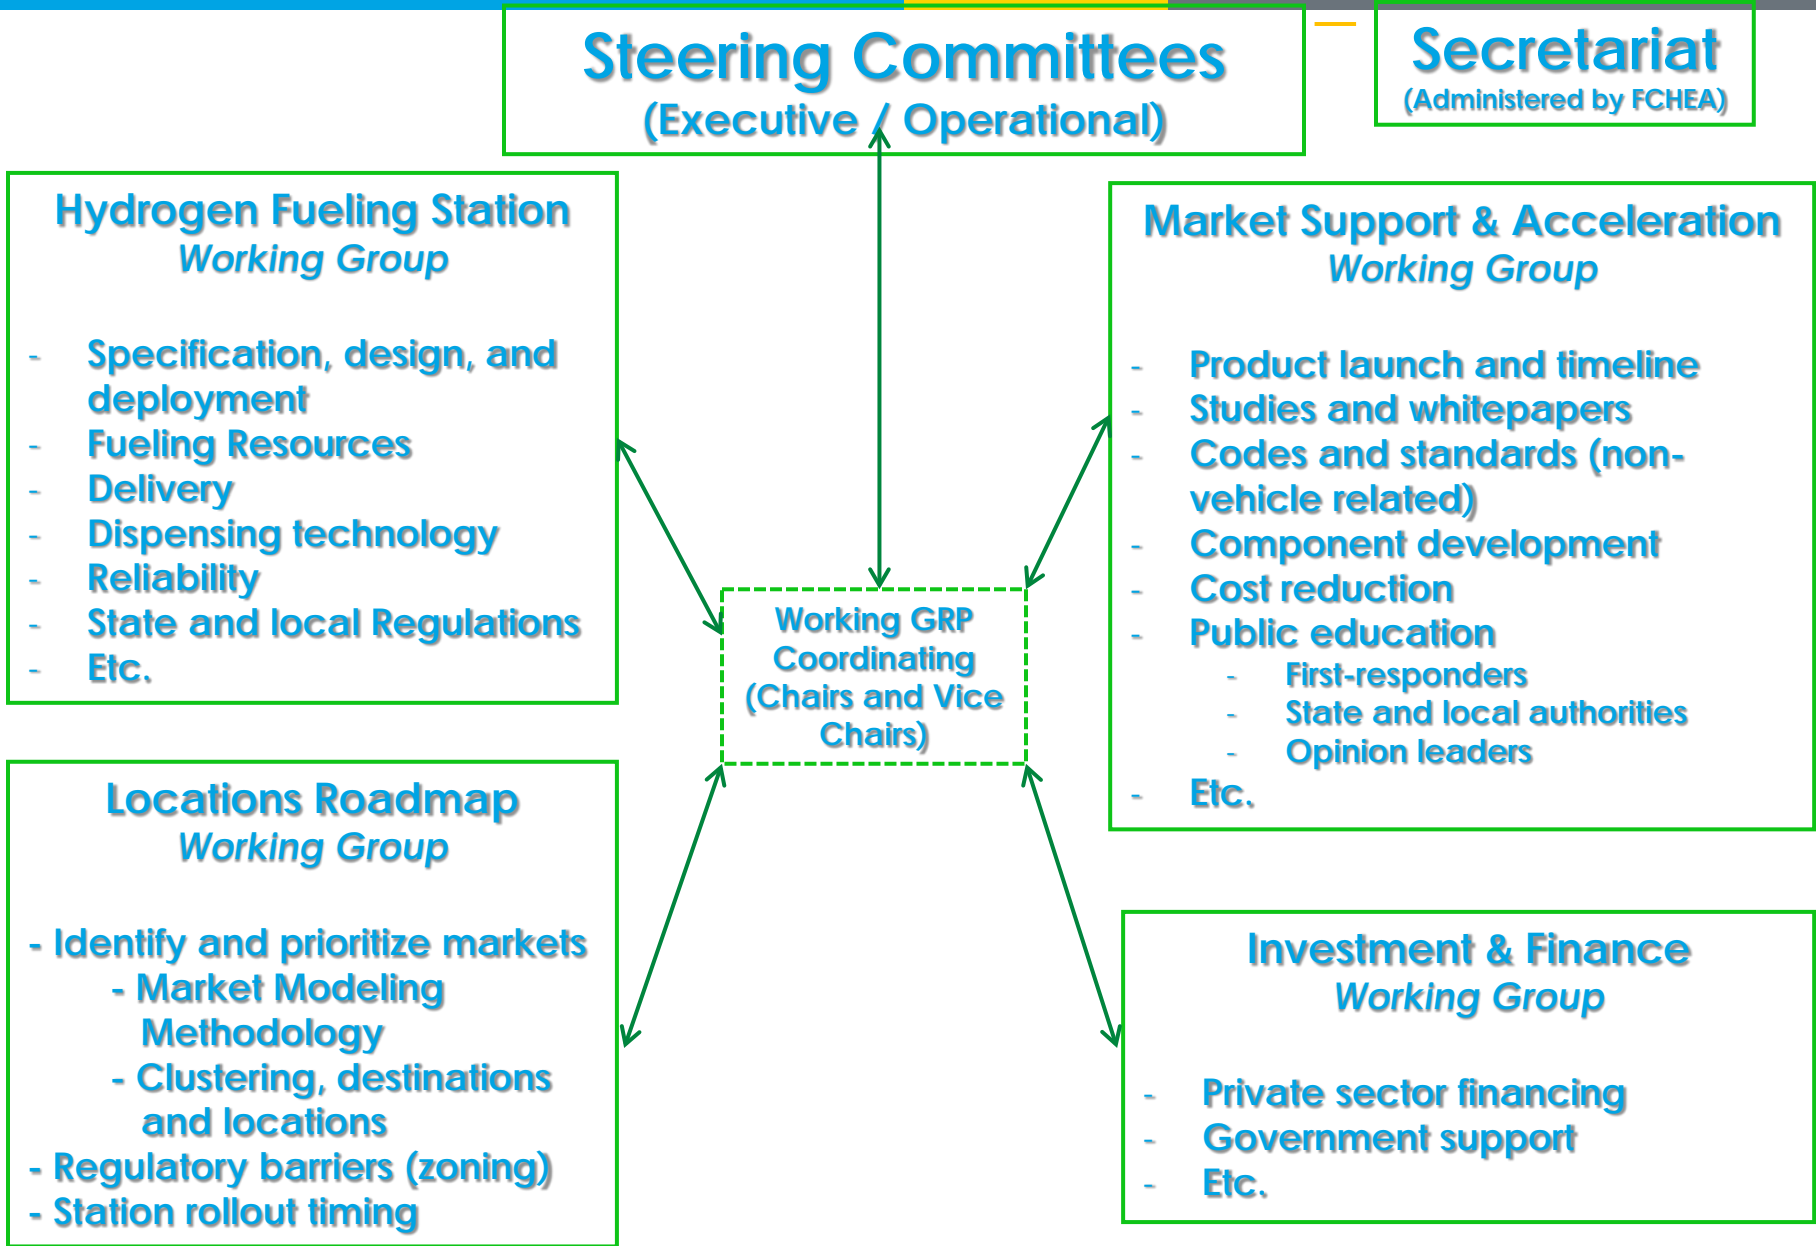 Steering Committees
(Executive / Operational)
Secretariat
(Administered by FCHEA)
Hydrogen Fueling Station
Working Group
- Specification, design, and
deployment
- Fueling Resources
- Delivery
- Dispensing technology
- Reliability
- State and local Regulations
- Etc.
Market Support & Acceleration
Working Group
- Product launch and timeline
- Studies and whitepapers
- Codes and standards (non-
vehicle related)
- Component development
- Cost reduction
- Public education
- First-responders
- State and local authorities
- Opinion leaders
- Etc.
Working GRP
Coordinating
(Chairs and Vice
Chairs)
Locations Roadmap
Working Group
- Identify and prioritize markets
- Market Modeling
Methodology
- Clustering, destinations
and locations
- Regulatory barriers (zoning)
- Station rollout timing
Investment & Finance
Working Group
- Private sector financing
- Government support
- Etc.